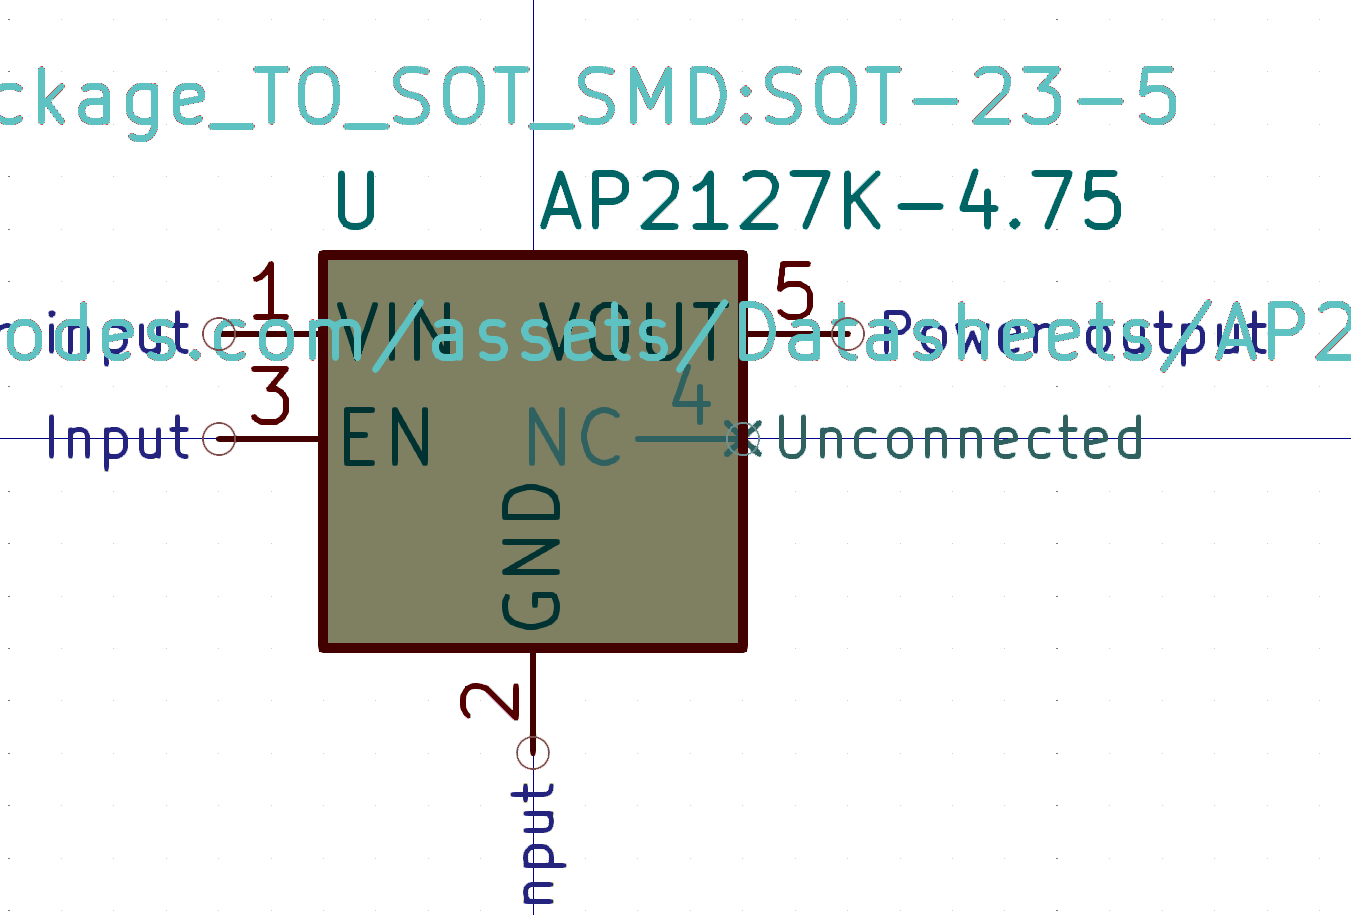 ckage_TO_SOT_SMD:SOT-23-5
U AP2127K-4.75
1 5
r input VIN VOUT Power output
odes.com/assets/Datasheets/AP2
3 4
Input EN NC Unconnected
GND
2
nput